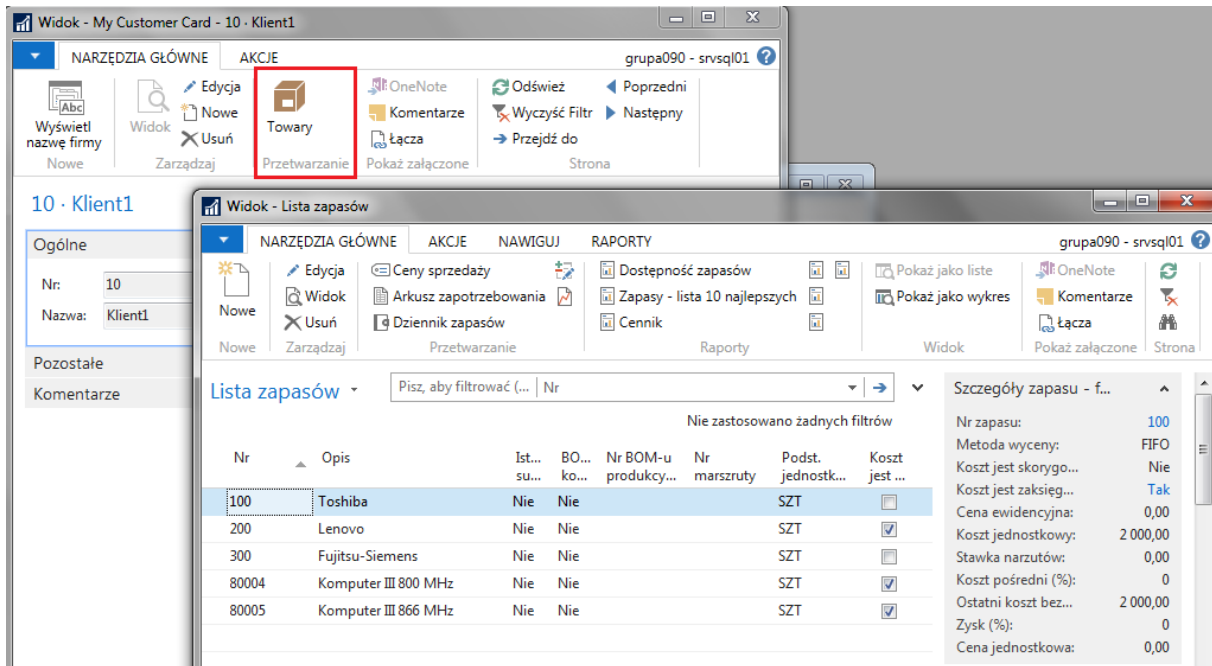 Widok - My Customer Card - 10 · Klient1
NARZĘDZIA GŁÓWNE AKCJE grupa090 - srvsql01
Abc
Wyświetl nazwę firmy
Nowe
Widok
Edycja
Nowe
Usuń
Zarządzaj
Towary
Przetwarzanie
OneNote
Komentarze
Łącza
Pokaż załączone
Odśwież
Wyczyść Filtr
Przejdź do
Poprzedni
Następny
Strona
10 · Klient1
Ogólne
Nr: 10
Nazwa: Klient1
Pozostałe
Komentarze
Widok - Lista zapasów
NARZĘDZIA GŁÓWNE AKCJE NAWIGUJ RAPORTY grupa090 - srvsql01
Nowe
Nowe
Edycja
Widok
Usuń
Zarządzaj
Ceny sprzedaży
Arkusz zapotrzebowania
Dziennik zapasów
Przetwarzanie
Dostępność zapasów
Zapasy - lista 10 najlepszych
Cennik
Raporty
Pokaż jako liste
Pokaż jako wykres
Widok
OneNote
Komentarze
Łącza
Pokaż załączone
Strona
Lista zapasów
Pisz, aby filtrować (... Nr
Nie zastosowano żadnych filtrów
Nr Opis Ist... su... BO... ko... Nr BOM-u produkcy... Nr marszruty Podst. jednostk... Koszt jest ...
100 Toshiba Nie Nie SZT
200 Lenovo Nie Nie SZT
300 Fujitsu-Siemens Nie Nie SZT
80004 Komputer III 800 MHz Nie Nie SZT
80005 Komputer III 866 MHz Nie Nie SZT
Szczegóły zapasu - f...
Nr zapasu: 100
Metoda wyceny: FIFO
Koszt jest skorygo... Nie
Koszt jest zaksięg... Tak
Cena ewidencyjna: 0,00
Koszt jednostkowy: 2 000,00
Stawka narzutów: 0,00
Koszt pośredni (%): 0
Ostatni koszt bez... 2 000,00
Zysk (%): 0
Cena jednostkowa: 0,00